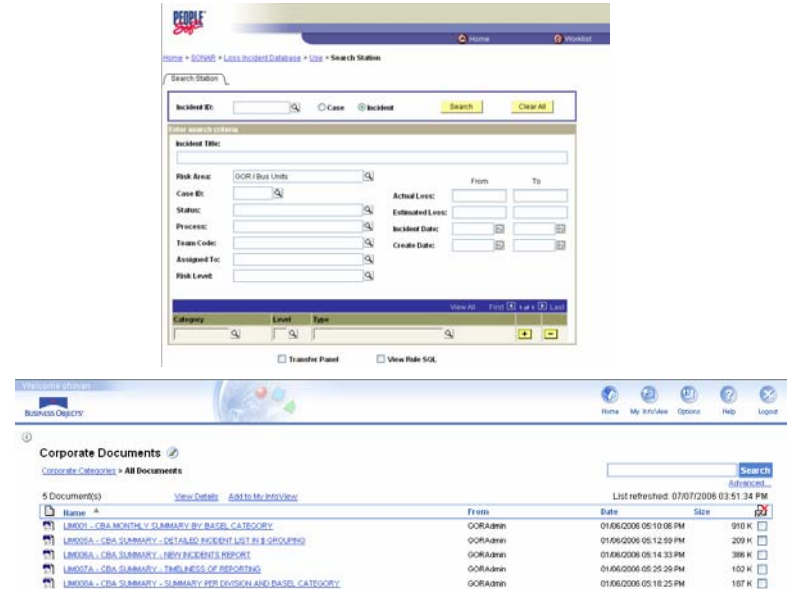 PEOPLE
Soft
Home Worklist
Home > SONAR > Loss Incident Database > Use > Search Station
Search Station
Incident ID: Case Incident Search Clear All
Enter search criteria
Incident Title:
Risk Area: GOR / Bus Units From To
Case ID: Actual Loss:
Status: Estimated Loss:
Process: Incident Date:
Team Code: Create Date:
Assigned To:
Risk Level:
View All First 1 of 1 Last
Category Level Type
Transfer Panel View Rule SQL
Welcome
BUSINESS OBJECTS
Home My InfoView Options Help Logout
Corporate Documents
Corporate Categories > All Documents Search
Advanced...
5 Document(s) View Details Add to My InfoView List refreshed: 07/07/2006 03:51:34 PM
Name From Date Size
LIM001 - CBA MONTHLY SUMMARY BY BASEL CATEGORY GORAdmin 01/06/2006 05:10:06 PM 910 K
LIM005A - CBA SUMMARY - DETAILED INCIDENT LIST IN $ GROUPING GORAdmin 01/06/2006 05:12:59 PM 209 K
LIM006A - CBA SUMMARY - NEW INCIDENTS REPORT GORAdmin 01/06/2006 05:14:33 PM 386 K
LIM007A - CBA SUMMARY - TIMELINESS OF REPORTING GORAdmin 01/06/2006 05:25:29 PM 102 K
LIM008A - CBA SUMMARY - SUMMARY PER DIVISION AND BASEL CATEGORY GORAdmin 01/06/2006 05:18:25 PM 187 K